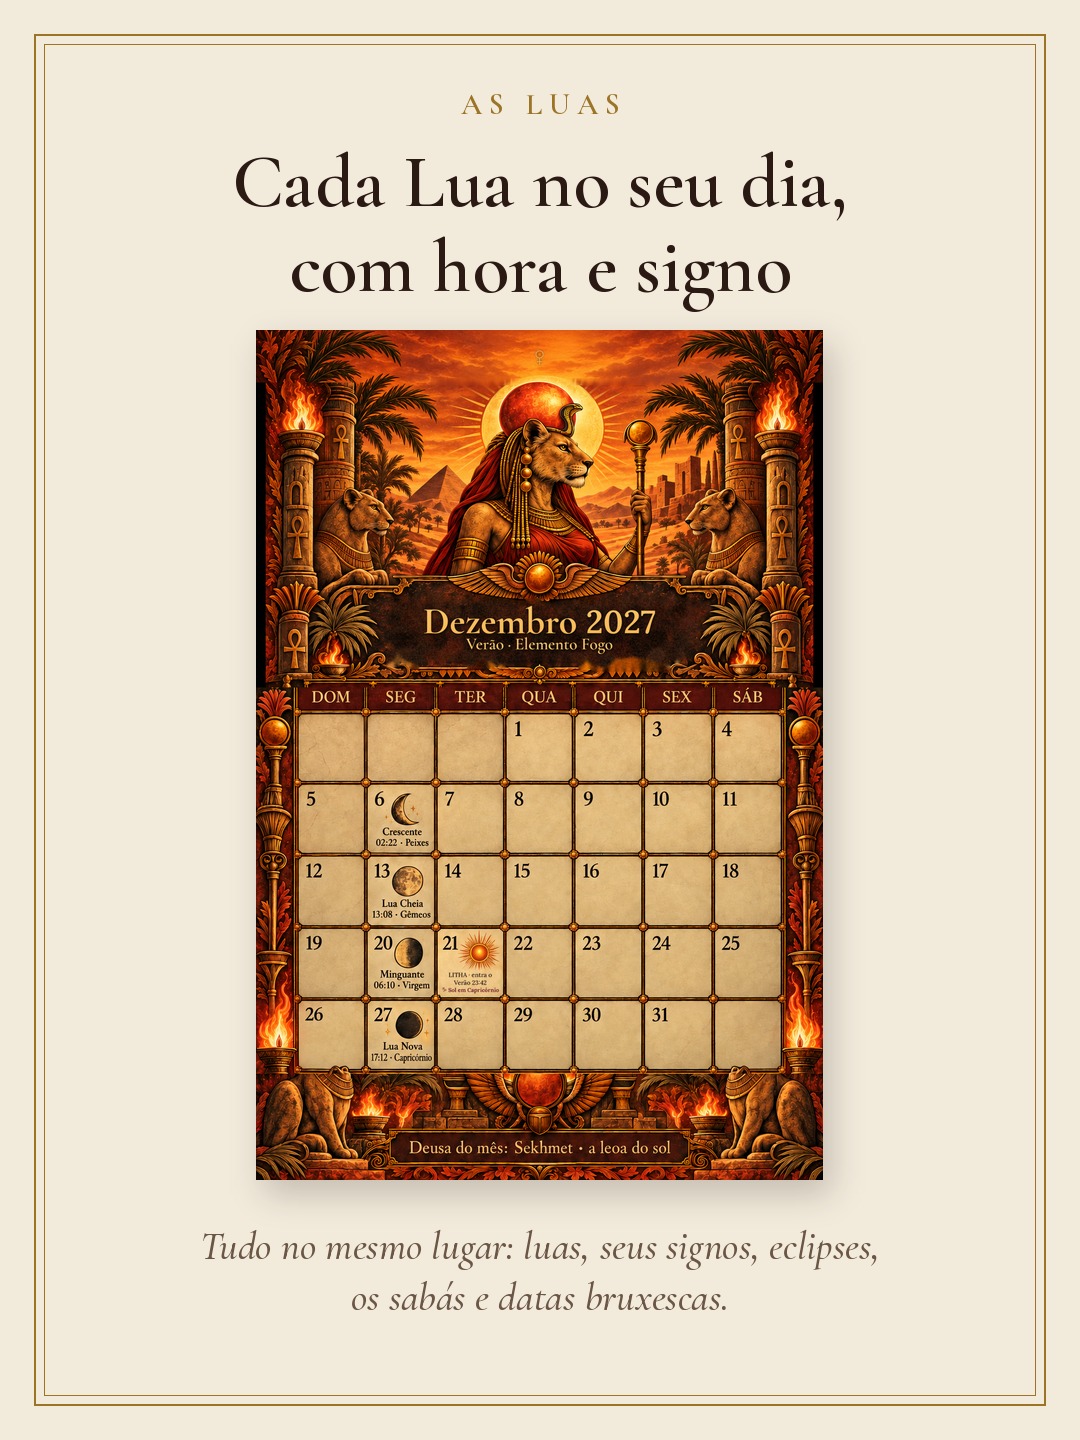 AS LUAS
Cada Lua no seu dia,
com hora e signo
Dezembro 2027
Verão · Elemento Fogo
DOM SEG TER QUA QUI SEX SÁB
1 2 3 4
5 6 7 8 9 10 11
Crescente
02:22 · Peixes
12 13 14 15 16 17 18
Lua Cheia
13:08 · Gêmeos
19 20 21 22 23 24 25
Minguante
06:10 · Virgem
LITHA · entra o
Verão 23:42
♑ Sol em Capricórnio
26 27 28 29 30 31
Lua Nova
17:12 · Capricórnio
Deusa do mês: Sekhmet · a leoa do sol
Tudo no mesmo lugar: luas, seus signos, eclipses,
os sabás e datas bruxescas.